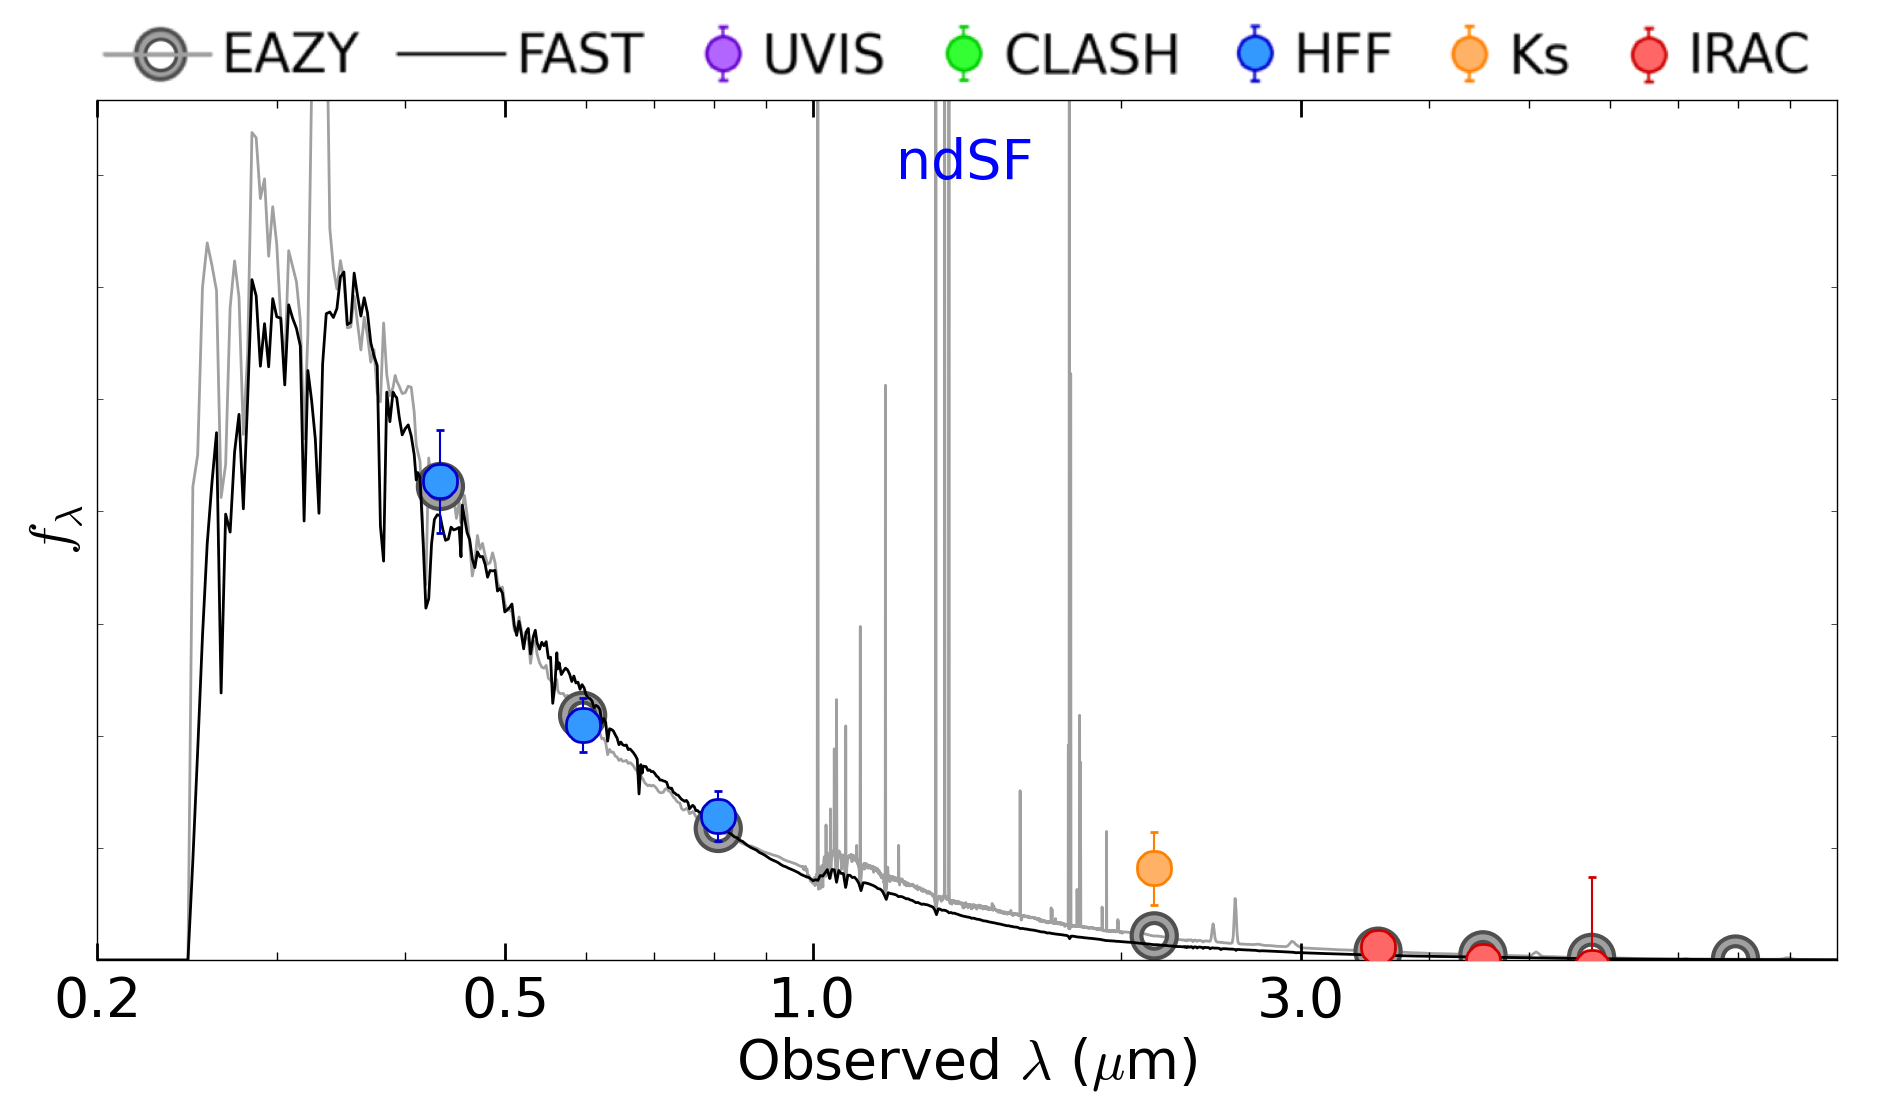 EAZY FAST UVIS CLASH HFF Ks IRAC
ndSF
f_λ
0.2 0.5 1.0 3.0
Observed λ (μm)